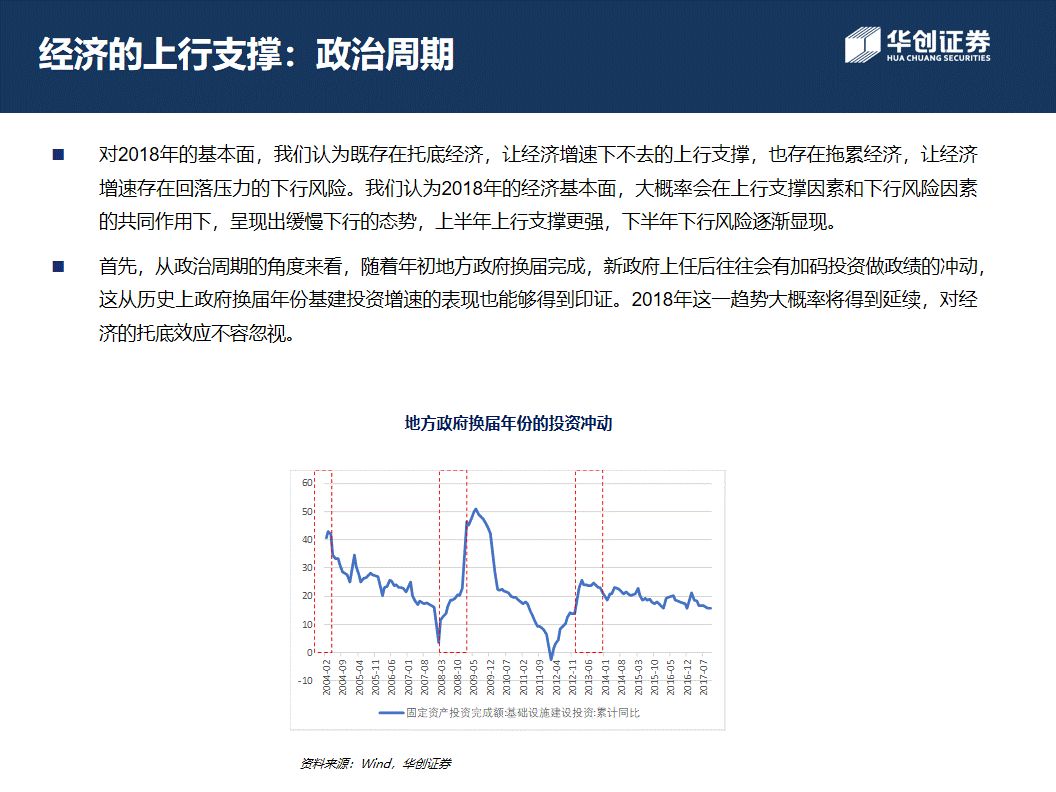 经济的上行支撑：政治周期
华创证券
HUA CHUANG SECURITIES
■ 对2018年的基本面，我们认为既存在托底经济，让经济增速下不去的上行支撑，也存在拖累经济，让经济
增速存在回落压力的下行风险。我们认为2018年的经济基本面，大概率会在上行支撑因素和下行风险因素
的共同作用下，呈现出缓慢下行的态势，上半年上行支撑更强，下半年下行风险逐渐显现。
■ 首先，从政治周期的角度来看，随着年初地方政府换届完成，新政府上任后往往会有加码投资做政绩的冲动，
这从历史上政府换届年份基建投资增速的表现也能够得到印证。2018年这一趋势大概率将得到延续，对经
济的托底效应不容忽视。
地方政府换届年份的投资冲动
60
50
40
30
20
10
0
-10
2004-02
2004-09
2005-04
2005-11
2006-06
2007-01
2007-08
2008-03
2008-10
2009-05
2009-12
2010-07
2011-02
2011-09
2012-04
2012-11
2013-06
2014-01
2014-08
2015-03
2015-10
2016-05
2016-12
2017-07
固定资产投资完成额:基础设施建设投资:累计同比
资料来源：Wind，华创证券